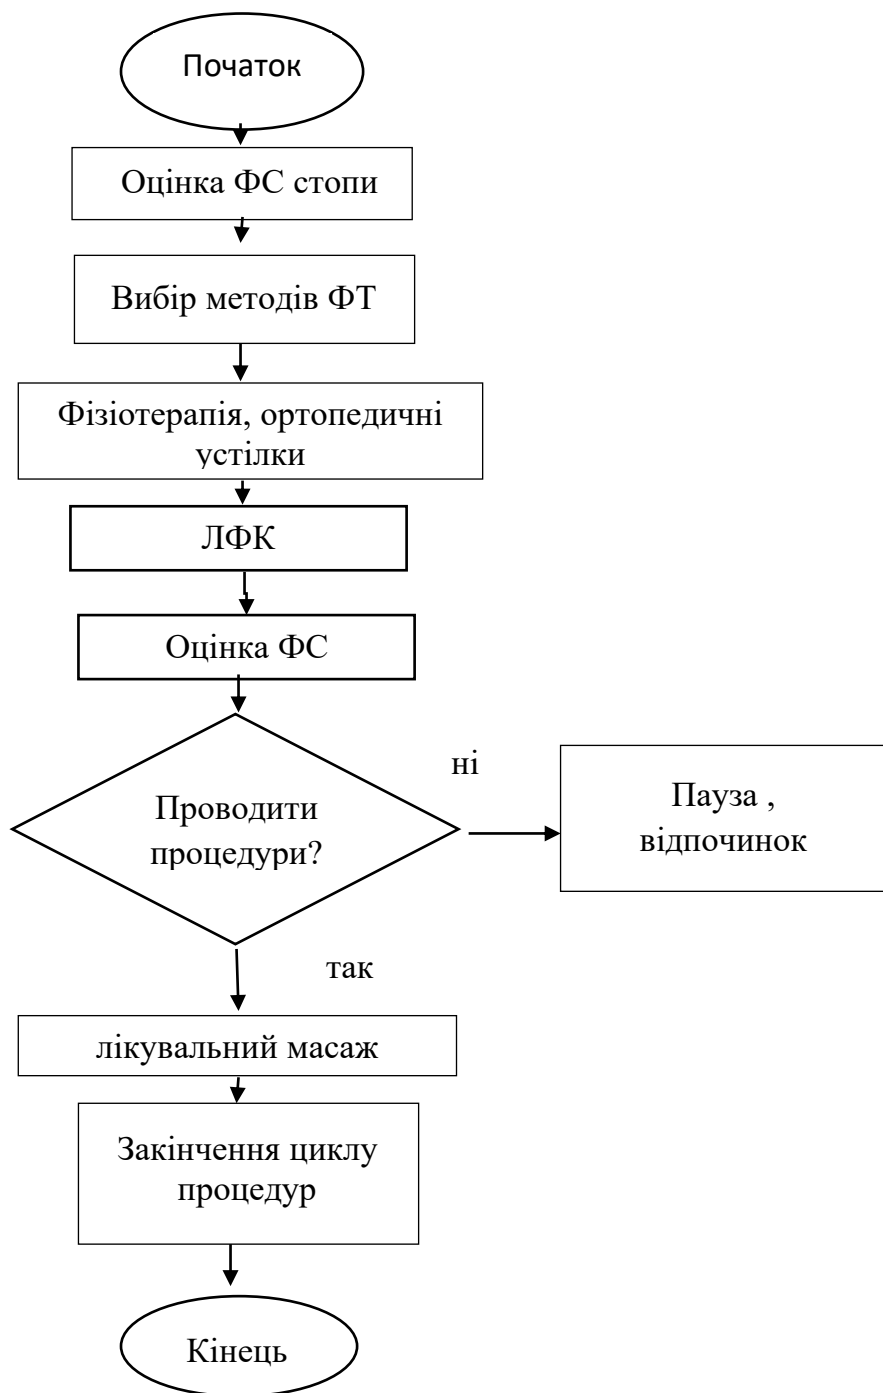 Початок
Оцінка ФС стопи
Вибір методів ФТ
Фізіотерапія, ортопедичні
устілки
ЛФК
Оцінка ФС
Проводити
процедури?
ні
Пауза ,
відпочинок
так
лікувальний масаж
Закінчення циклу
процедур
Кінець